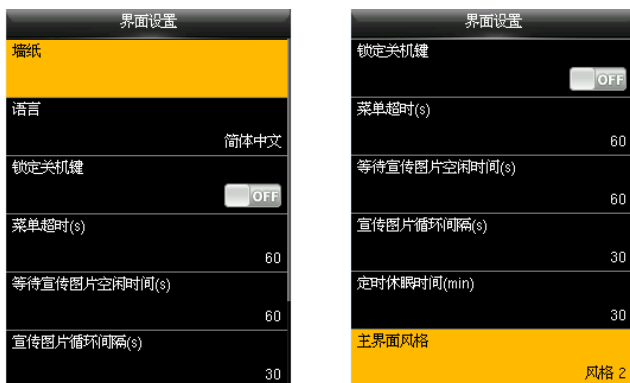 界面设置
墙纸
语言
简体中文
锁定关机键
OFF
菜单超时(s)
60
等待宣传图片空闲时间(s)
60
宣传图片循环间隔(s)
30
界面设置
锁定关机键
OFF
菜单超时(s)
60
等待宣传图片空闲时间(s)
60
宣传图片循环间隔(s)
30
定时休眠时间(min)
30
主界面风格
风格 2